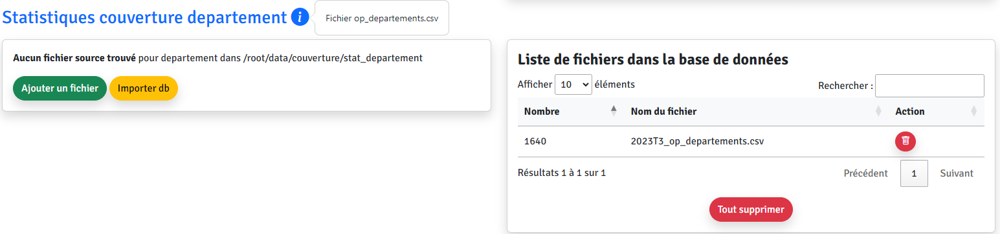 Statistiques couverture departement
Fichier op_departements.csv
Aucun fichier source trouvé pour departement dans /root/data/couverture/stat_departement
Ajouter un fichier
Importer db
Liste de fichiers dans la base de données
Afficher 10 éléments
Rechercher :
Nombre Nom du fichier Action
1640 2023T3_op_departements.csv
Résultats 1 à 1 sur 1
Précédent 1 Suivant
Tout supprimer